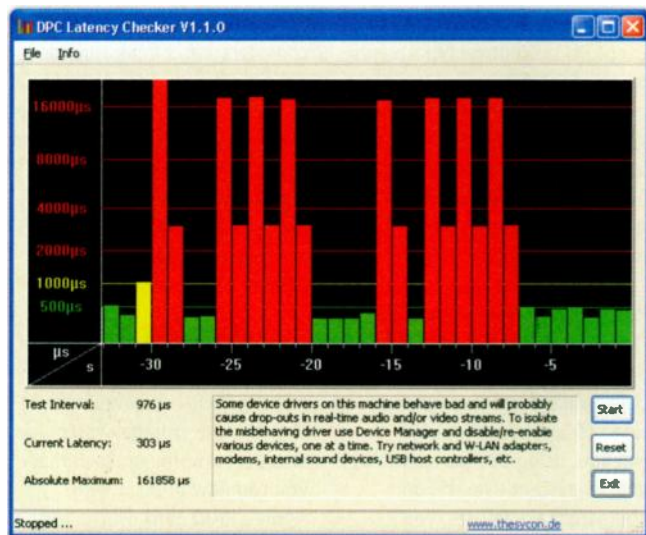 DPC Latency Checker V1.1.0
File Info
16000µs
8000µs
4000µs
2000µs
1000µs
500µs
µs
s
-30 -25 -20 -15 -10 -5
Test Interval: 976 µs
Current Latency: 303 µs
Absolute Maximum: 161858 µs
Some device drivers on this machine behave bad and will probably
cause drop-outs in real-time audio and/or video streams. To isolate
the misbehaving driver use Device Manager and disable/re-enable
various devices, one at a time. Try network and W-LAN adapters,
modems, internal sound devices, USB host controllers, etc.
Start
Reset
Exit
Stopped ...
www.thesycon.de